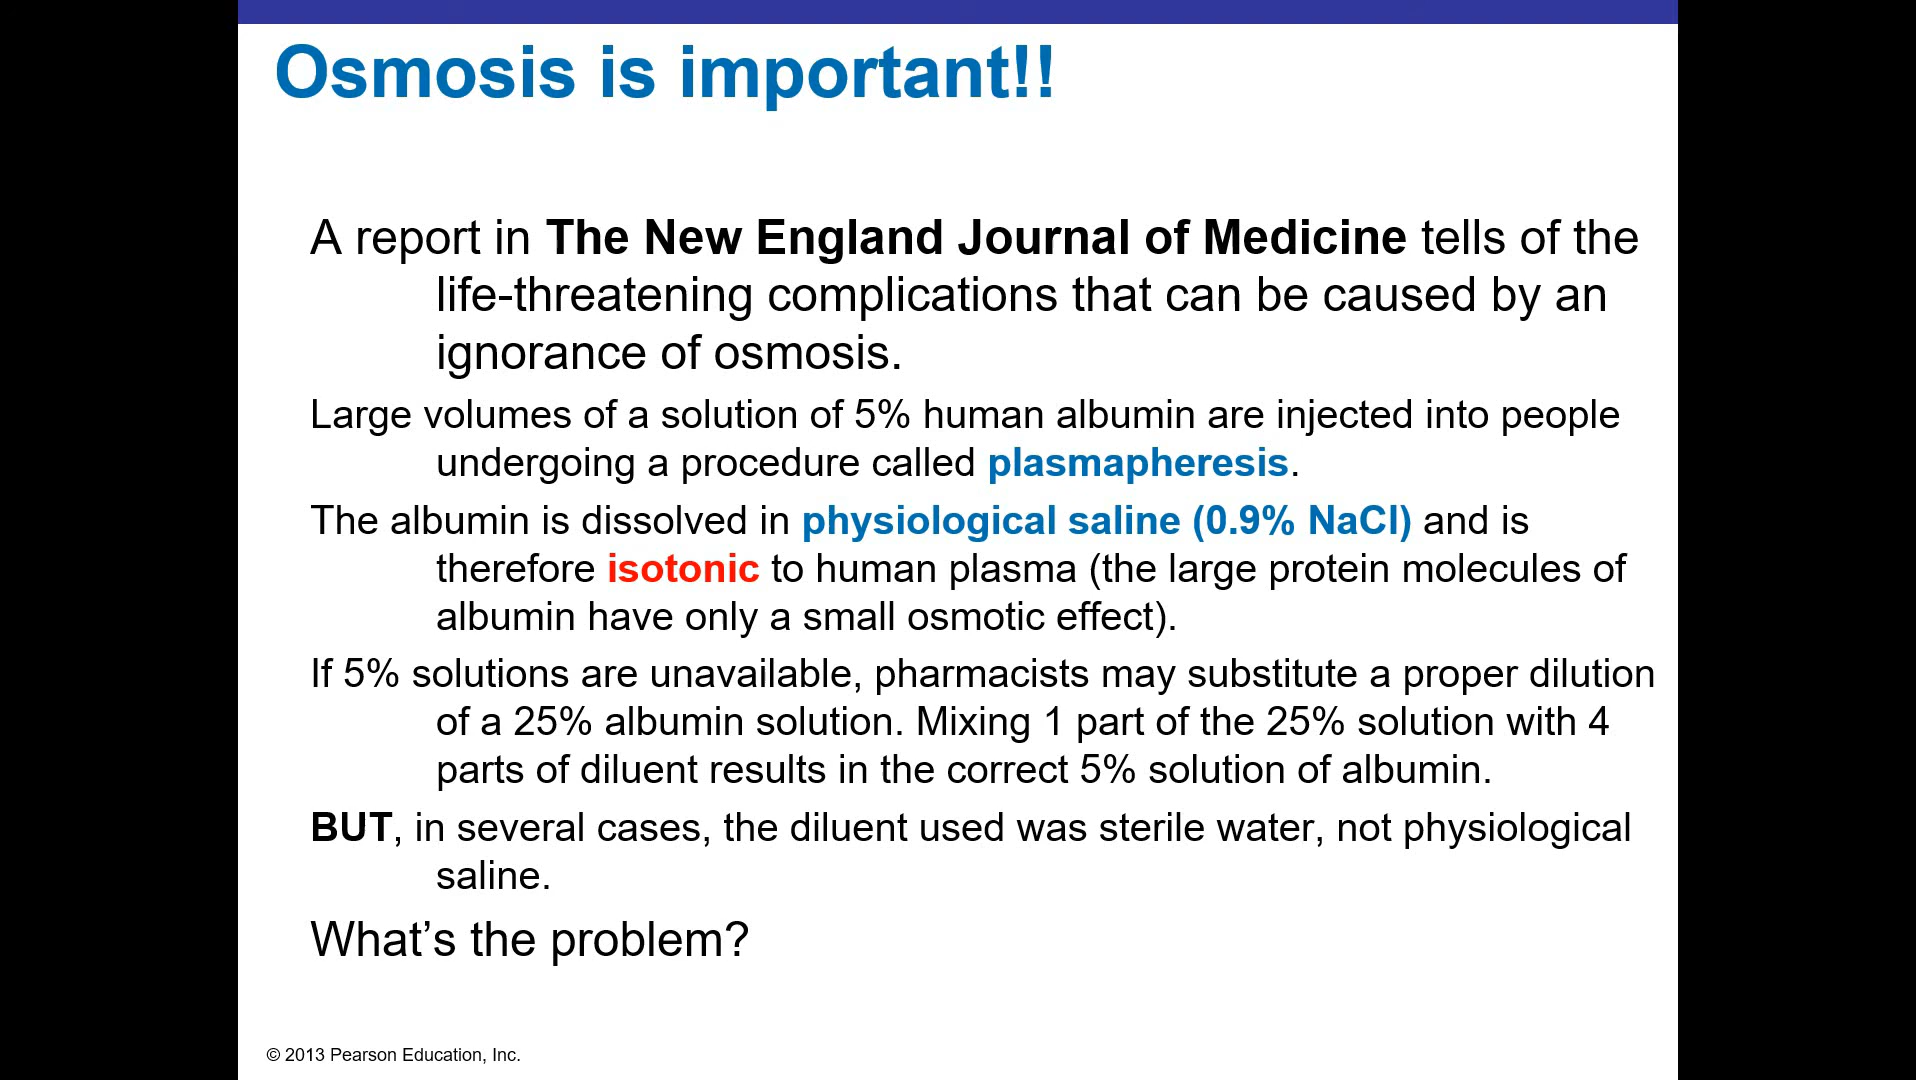 Osmosis is important!!
A report in The New England Journal of Medicine tells of the
life-threatening complications that can be caused by an
ignorance of osmosis.
Large volumes of a solution of 5% human albumin are injected into people
undergoing a procedure called plasmapheresis.
The albumin is dissolved in physiological saline (0.9% NaCl) and is
therefore isotonic to human plasma (the large protein molecules of
albumin have only a small osmotic effect).
If 5% solutions are unavailable, pharmacists may substitute a proper dilution
of a 25% albumin solution. Mixing 1 part of the 25% solution with 4
parts of diluent results in the correct 5% solution of albumin.
BUT, in several cases, the diluent used was sterile water, not physiological
saline.
What’s the problem?
© 2013 Pearson Education, Inc.